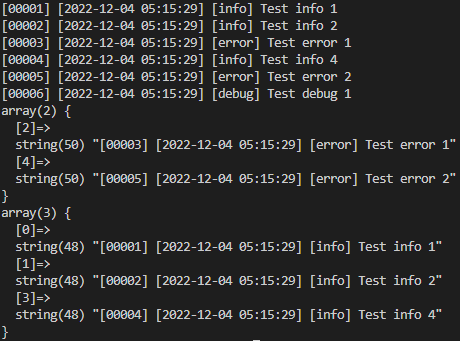 [00001] [2022-12-04 05:15:29] [info] Test info 1
[00002] [2022-12-04 05:15:29] [info] Test info 2
[00003] [2022-12-04 05:15:29] [error] Test error 1
[00004] [2022-12-04 05:15:29] [info] Test info 4
[00005] [2022-12-04 05:15:29] [error] Test error 2
[00006] [2022-12-04 05:15:29] [debug] Test debug 1
array(2) {
  [2]=>
  string(50) "[00003] [2022-12-04 05:15:29] [error] Test error 1"
  [4]=>
  string(50) "[00005] [2022-12-04 05:15:29] [error] Test error 2"
}
array(3) {
  [0]=>
  string(48) "[00001] [2022-12-04 05:15:29] [info] Test info 1"
  [1]=>
  string(48) "[00002] [2022-12-04 05:15:29] [info] Test info 2"
  [3]=>
  string(48) "[00004] [2022-12-04 05:15:29] [info] Test info 4"
}